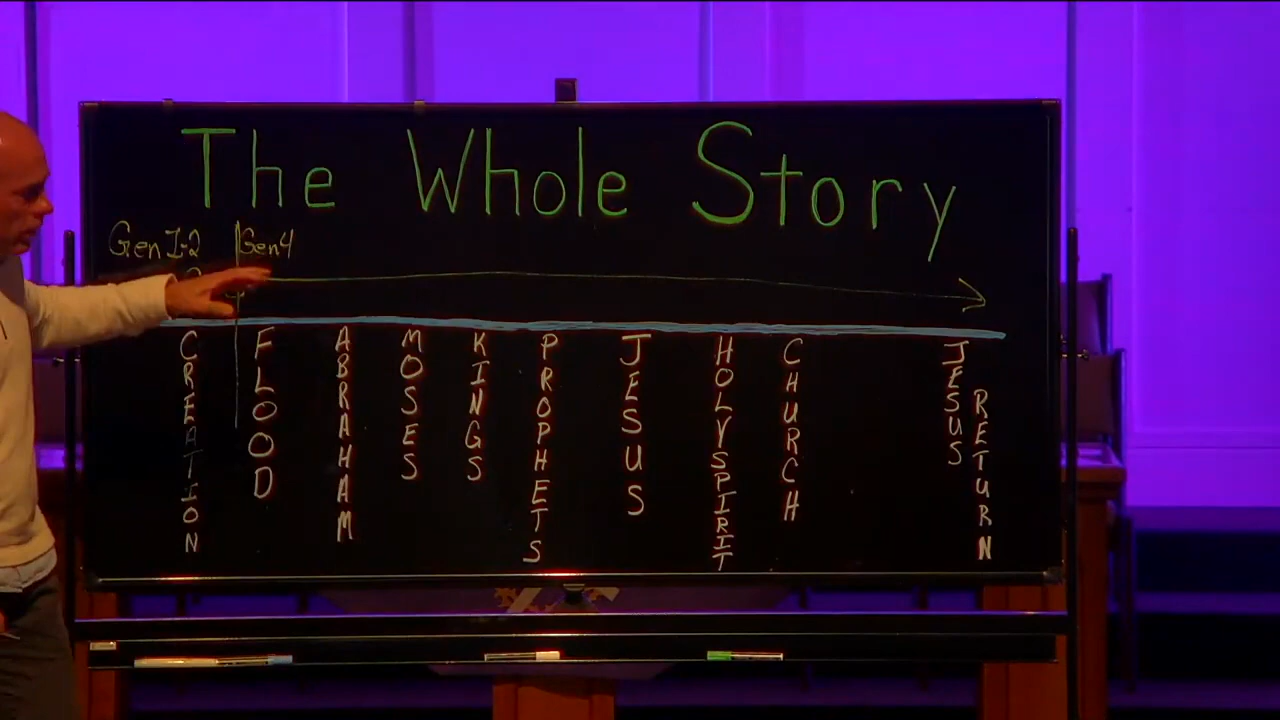 The Whole Story
Gen 1-2
Gen 4
CREATION
FLOOD
ABRAHAM
MOSES
KINGS
PROPHETS
JESUS
HOLY SPIRIT
CHURCH
JESUS
RETURN